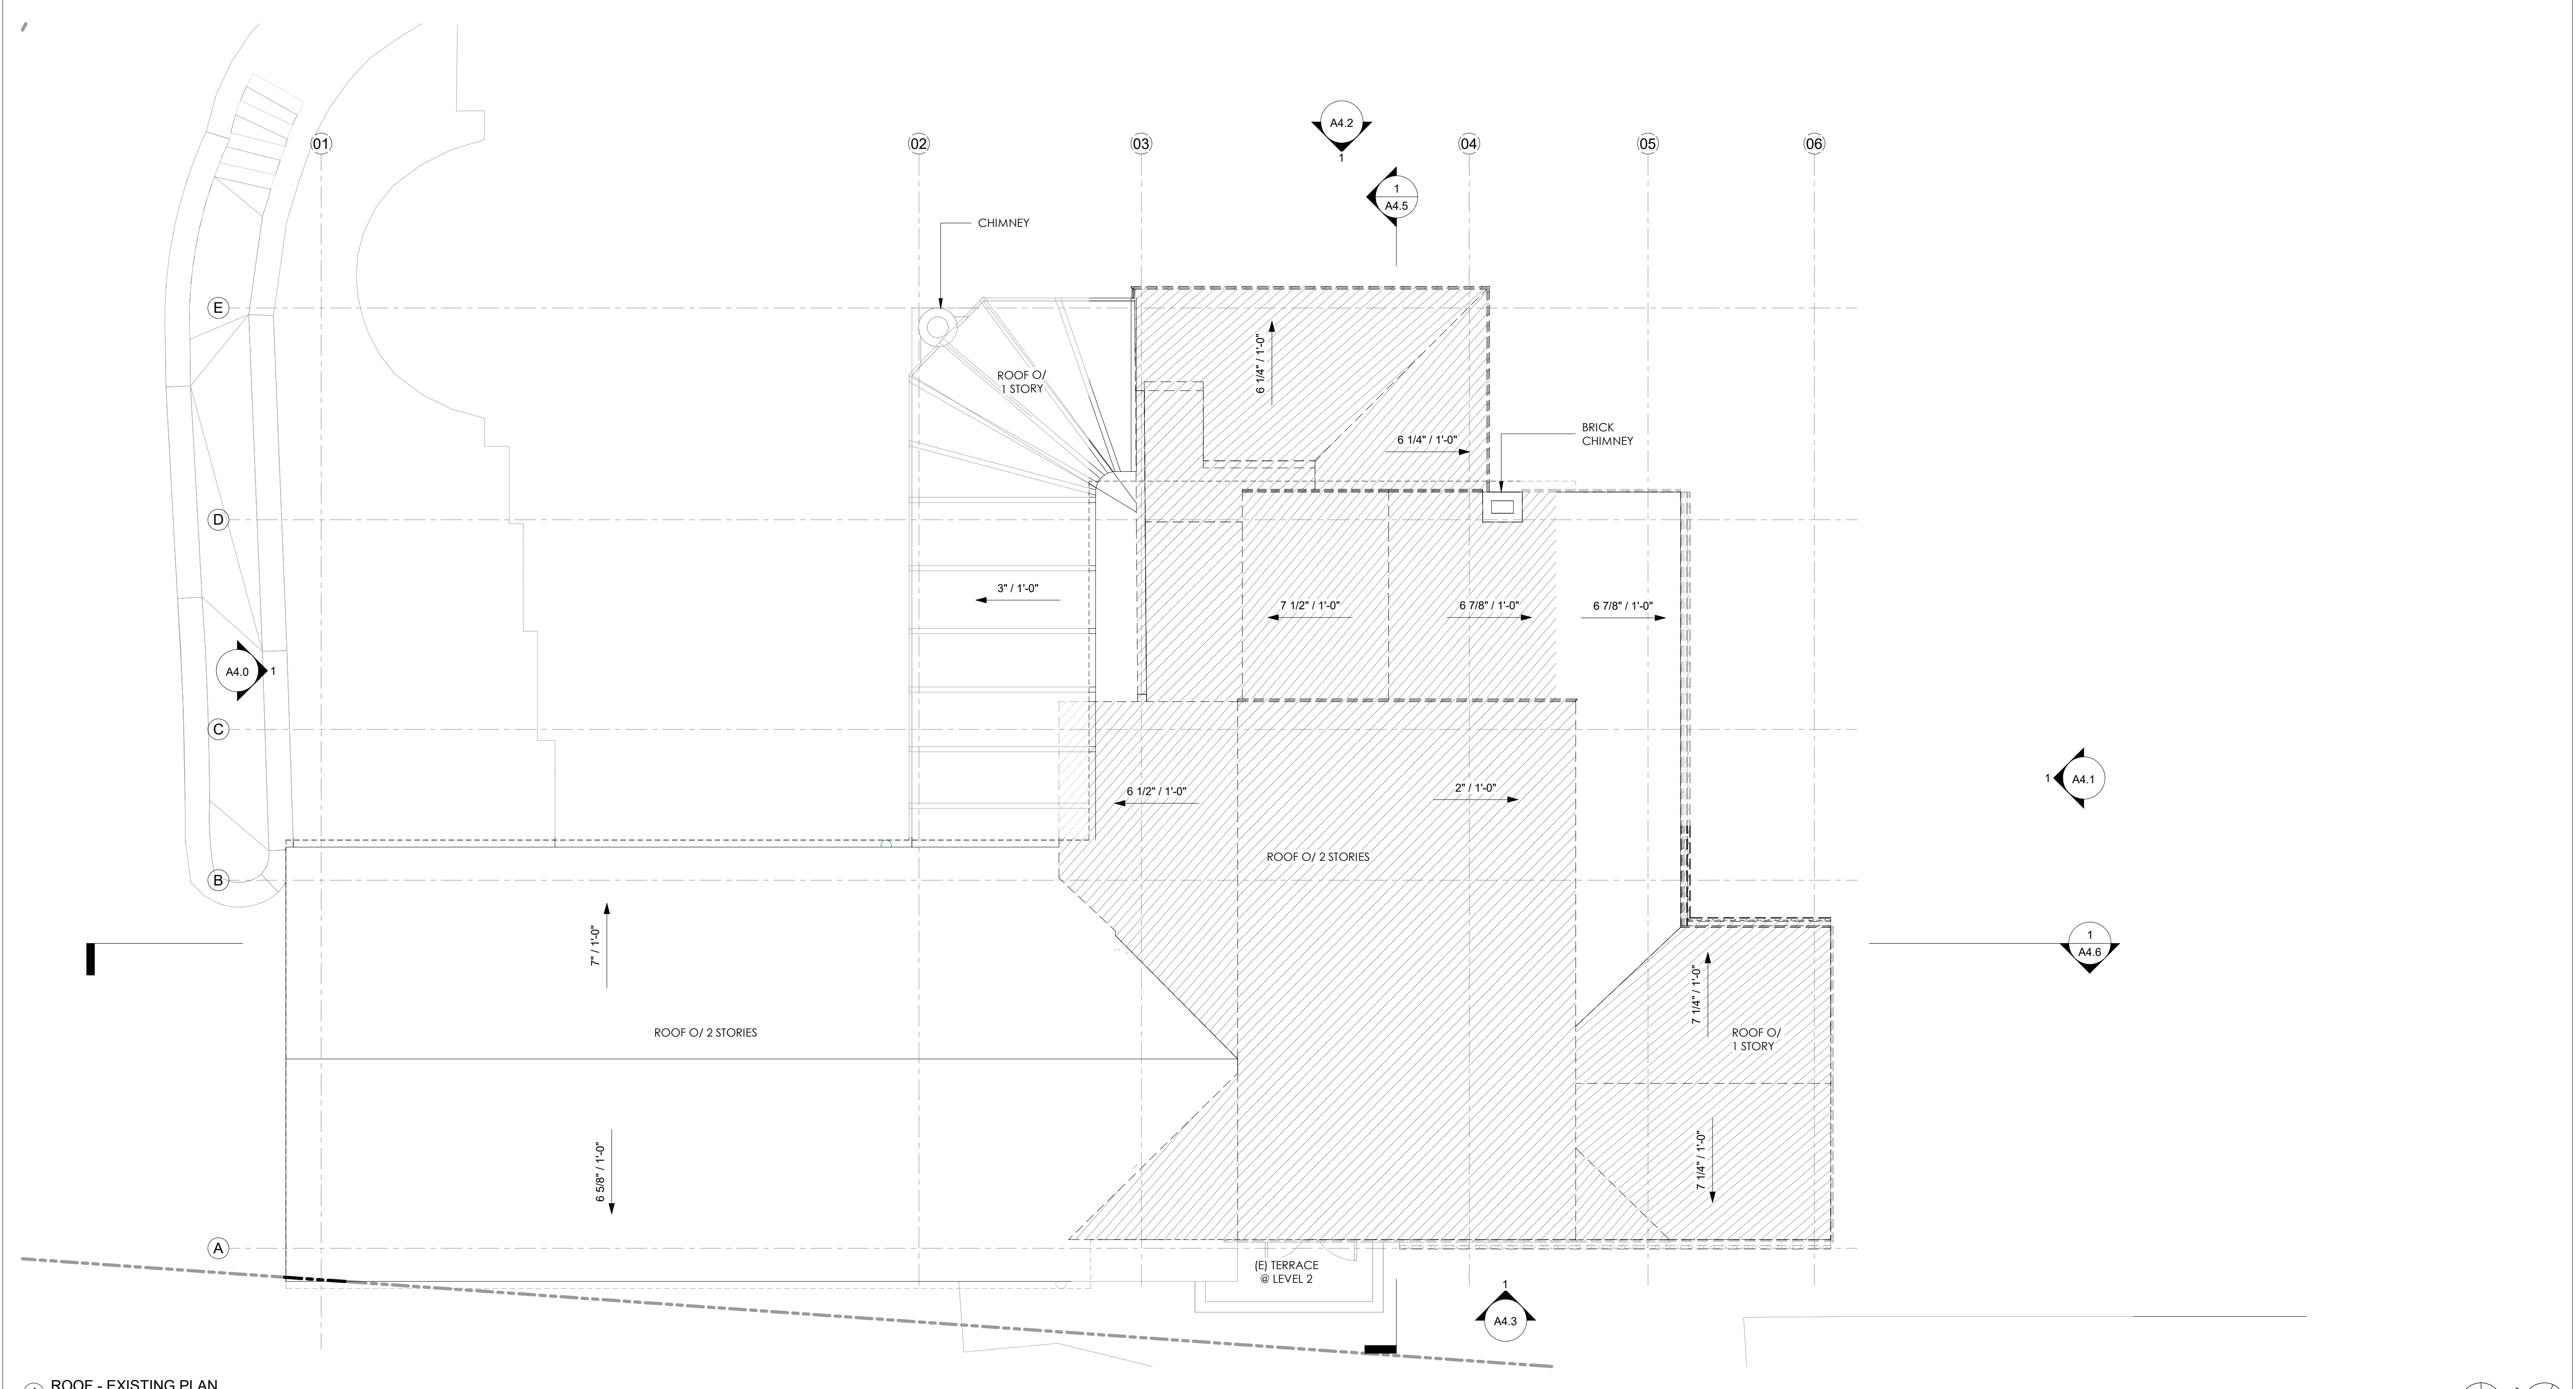 A4.2
1
01
02
03
04
05
06
1
A4.5
CHIMNEY
E
6 1/4" / 1'-0"
ROOF O/
1 STORY
BRICK
CHIMNEY
6 1/4" / 1'-0"
D
3" / 1'-0"
7 1/2" / 1'-0"
6 7/8" / 1'-0"
6 7/8" / 1'-0"
A4.0
1
C
1
A4.1
6 1/2" / 1'-0"
2" / 1'-0"
ROOF O/ 2 STORIES
B
7" / 1'-0"
1
A4.6
7 1/4" / 1'-0"
ROOF O/ 2 STORIES
ROOF O/
1 STORY
6 5/8" / 1'-0"
7 1/4" / 1'-0"
A
(E) TERRACE
@ LEVEL 2
1
A4.3
ROOF - EXISTING PLAN